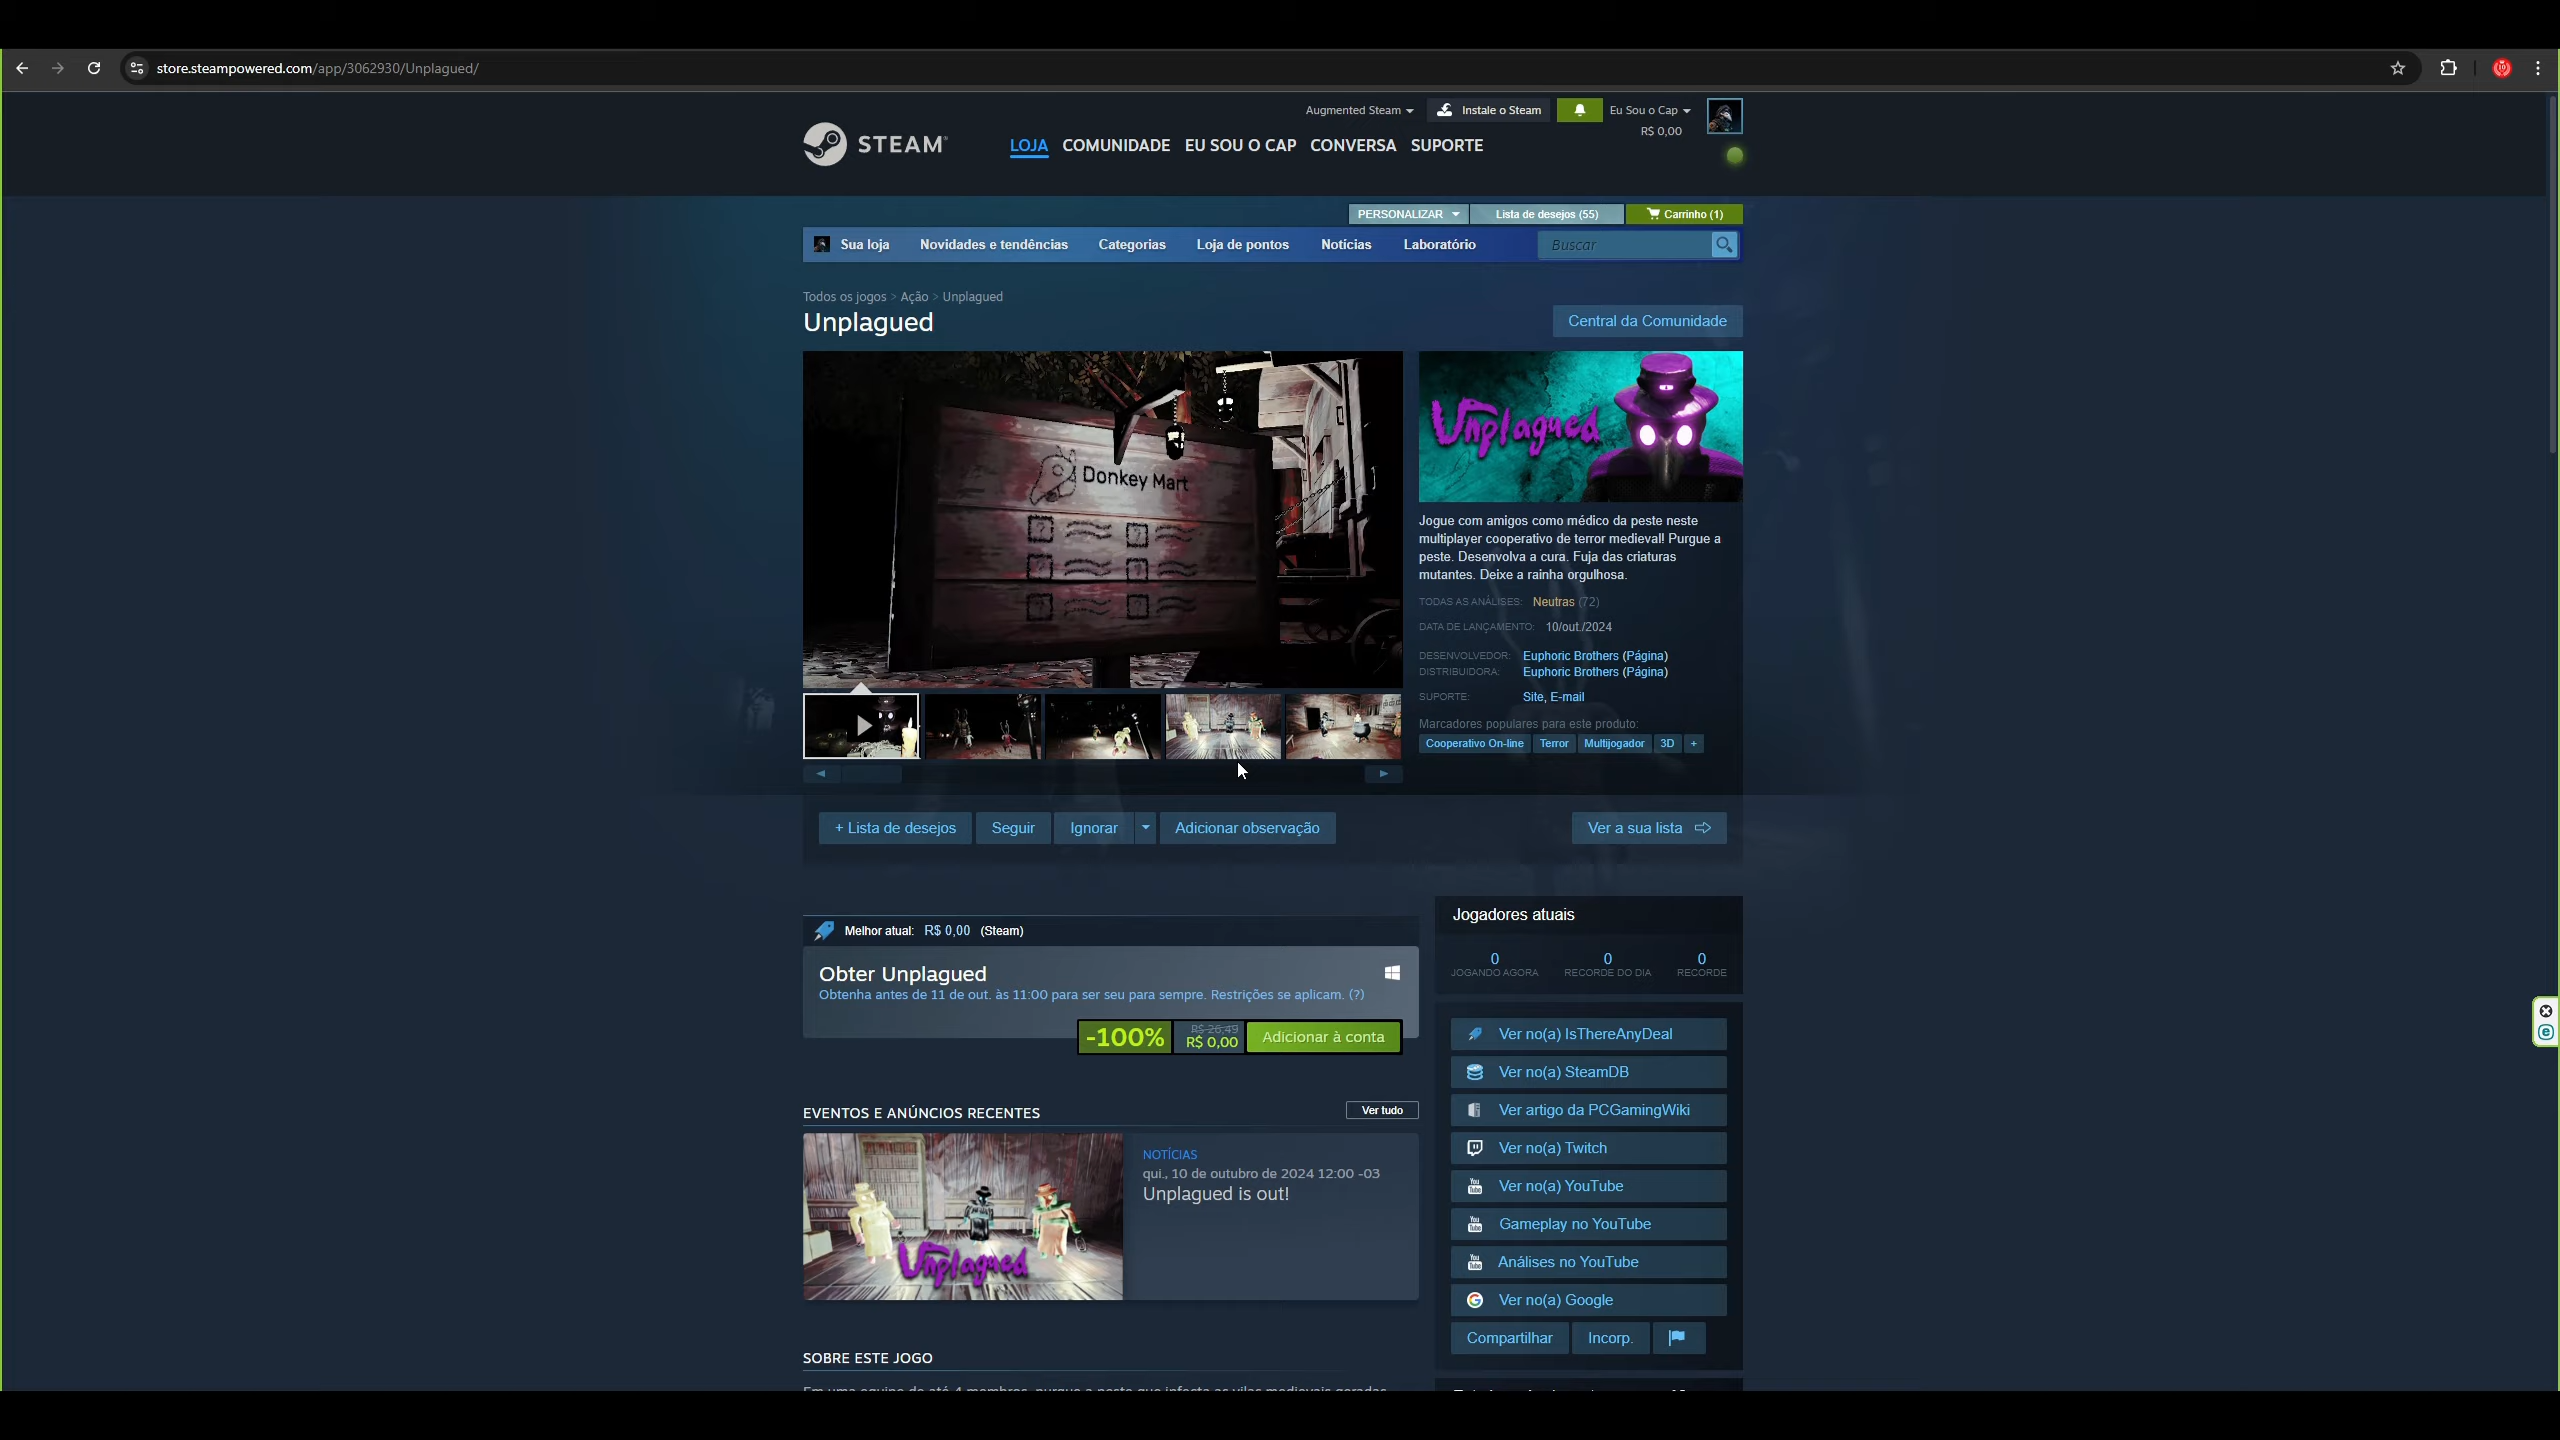 store.steampowered.com/app/3062930/Unplagued/
Augmented Steam
Instale o Steam
Eu Sou o Cap
R$ 0,00
STEAM
LOJA
COMUNIDADE
EU SOU O CAP
CONVERSA
SUPORTE
PERSONALIZAR
Lista de desejos (55)
Carrinho (1)
Sua loja
Novidades e tendências
Categorias
Loja de pontos
Notícias
Laboratório
Buscar
Todos os jogos > Ação > Unplagued
Unplagued
Central da Comunidade
Donkey Mart
Unplagued
Jogue com amigos como médico da peste neste
multiplayer cooperativo de terror medieval! Purgue a
peste. Desenvolva a cura. Fuja das criaturas
mutantes. Deixe a rainha orgulhosa.
TODAS AS ANÁLISES: Neutras (72)
DATA DE LANÇAMENTO: 10/out./2024
DESENVOLVEDOR: Euphoric Brothers (Página)
DISTRIBUIDORA: Euphoric Brothers (Página)
SUPORTE: Site, E-mail
Marcadores populares para este produto:
Cooperativo On-line
Terror
Multijogador
3D
+
+ Lista de desejos
Seguir
Ignorar
Adicionar observação
Ver a sua lista
Melhor atual: R$ 0,00 (Steam)
Obter Unplagued
Obtenha antes de 11 de out. às 11:00 para ser seu para sempre. Restrições se aplicam. (?)
-100%
R$ 26,49
R$ 0,00
Adicionar à conta
Jogadores atuais
0 0 0
JOGANDO AGORA RECORDE DO DIA RECORDE
EVENTOS E ANÚNCIOS RECENTES
Ver tudo
NOTÍCIAS
qui., 10 de outubro de 2024 12:00 -03
Unplagued is out!
Unplagued
Ver no(a) IsThereAnyDeal
Ver no(a) SteamDB
Ver artigo da PCGamingWiki
Ver no(a) Twitch
Ver no(a) YouTube
Gameplay no YouTube
Análises no YouTube
Ver no(a) Google
Compartilhar
Incorp.
SOBRE ESTE JOGO